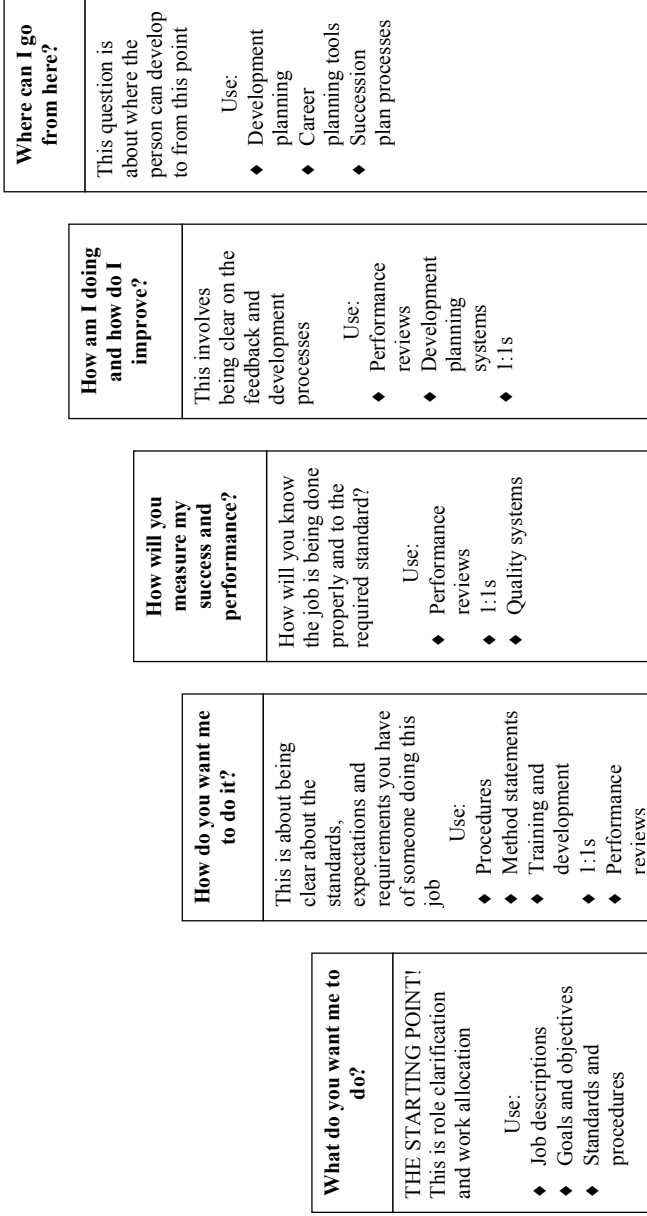 What do you want me to
do?
THE STARTING POINT!
This is role clarification
and work allocation
Use:
♦ Job descriptions
♦ Goals and objectives
♦ Standards and
procedures
How do you want me
to do it?
This is about being
clear about the
standards,
expectations and
requirements you have
of someone doing this
job
Use:
♦ Procedures
♦ Method statements
♦ Training and
development
♦ 1:1s
♦ Performance
reviews
How will you
measure my
success and
performance?
How will you know
the job is being done
properly and to the
required standard?
Use:
♦ Performance
reviews
♦ 1:1s
♦ Quality systems
How am I doing
and how do I
improve?
This involves
being clear on the
feedback and
development
processes
Use:
♦ Performance
reviews
♦ Development
planning
systems
♦ 1:1s
Where can I go
from here?
This question is
about where the
person can develop
to from this point
Use:
♦ Development
planning
♦ Career
planning tools
♦ Succession
plan processes